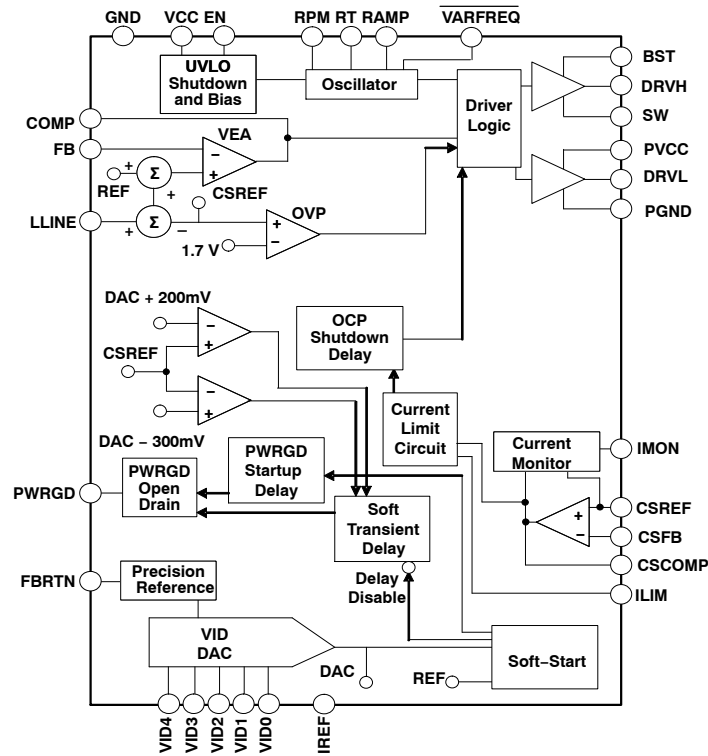 GND
VCC EN
RPM RT RAMP
VARFREQ
UVLO
Shutdown
and Bias
Oscillator
Driver
Logic
BST
DRVH
SW
COMP
FB
VEA
−
+
REF
+
Σ
+
CSREF
LLINE
+
Σ
−
+
−
OVP
1.7 V
PVCC
DRVL
PGND
DAC + 200mV
−
+
CSREF
−
+
DAC − 300mV
OCP
Shutdown
Delay
Current
Limit
Circuit
Current
Monitor
IMON
PWRGD
PWRGD
Open
Drain
PWRGD
Startup
Delay
Soft
Transient
Delay
+
−
CSREF
CSFB
CSCOMP
ILIM
FBRTN
Precision
Reference
Delay
Disable
VID
DAC
DAC
REF
Soft−Start
VID4
VID3
VID2
VID1
VID0
IREF